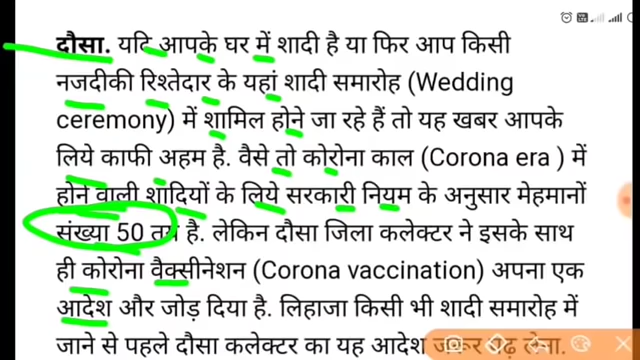 दौसा. यदि आपके घर में शादी है या फिर आप किसी
नजदीकी रिश्तेदार के यहां शादी समारोह (Wedding
ceremony) में शामिल होने जा रहे हैं तो यह खबर आपके
लिये काफी अहम है. वैसे तो कोरोना काल (Corona era ) में
होने वाली शादियों के लिये सरकारी नियम के अनुसार मेहमानों
संख्या 50 तय है. लेकिन दौसा जिला कलेक्टर ने इसके साथ
ही कोरोना वैक्सीनेशन (Corona vaccination) अपना एक
आदेश और जोड़ दिया है. लिहाजा किसी भी शादी समारोह में
जाने से पहले दौसा कलेक्टर का यह आदेश जरूर पढ़ लेना.